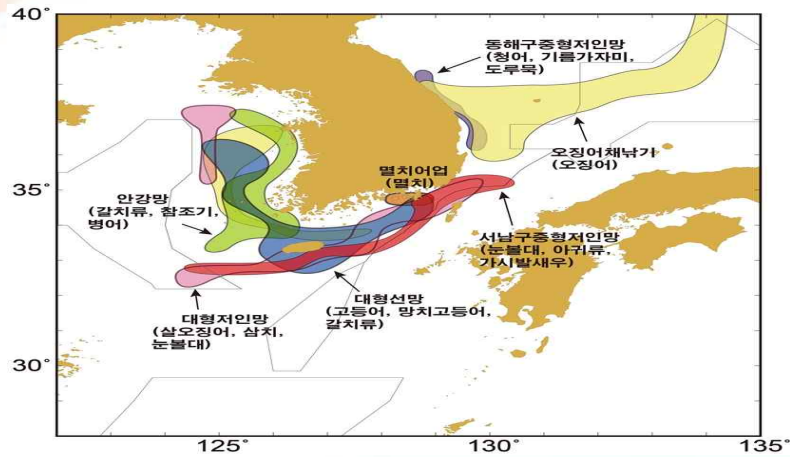 40°
35°
30°
125°
130°
135°
동해구중형저인망
(청어, 기름가자미,
도루묵)
오징어채낚기
(오징어)
멸치어업
(멸치)
안강망
(갈치류, 참조기,
병어)
서남구중형저인망
(눈볼대, 아귀류,
가시발새우)
대형선망
(고등어, 망치고등어,
갈치류)
대형저인망
(살오징어, 삼치,
눈볼대)